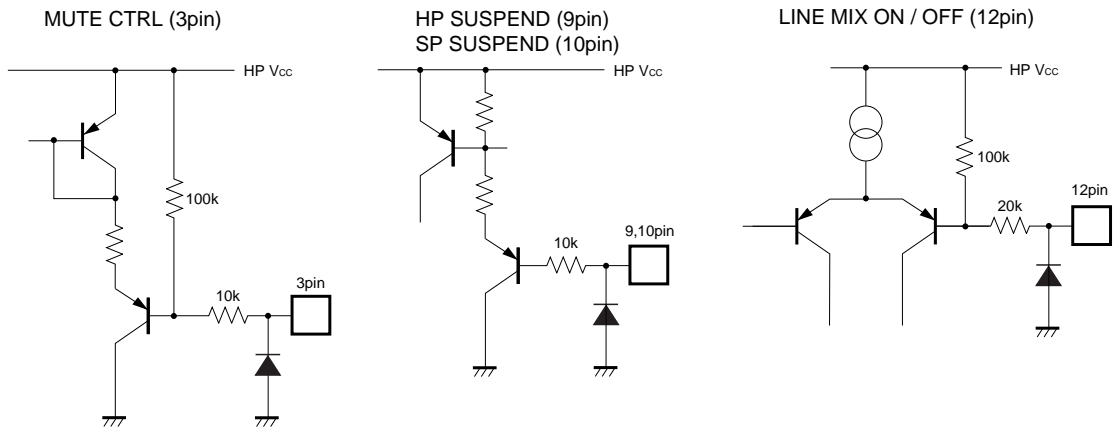 MUTE CTRL (3pin)
HP Vcc
100k
10k
3pin
HP SUSPEND (9pin)
SP SUSPEND (10pin)
HP Vcc
10k
9,10pin
LINE MIX ON / OFF (12pin)
HP Vcc
100k
20k
12pin